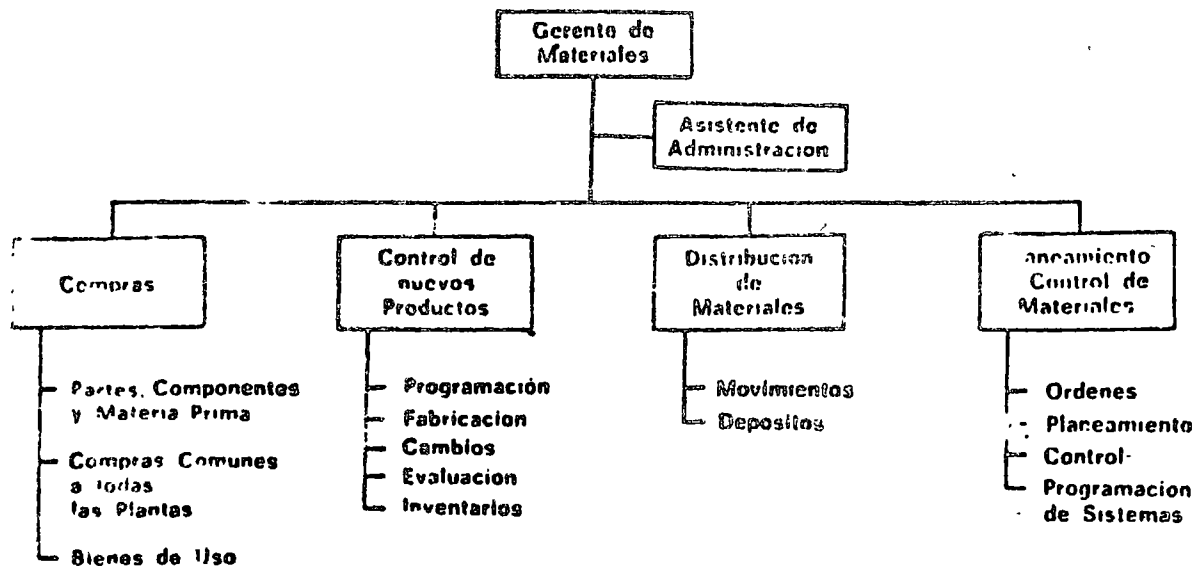 Gerente de
Materiales
Asistente de
Administracion
Compras
Control de
nuevos
Productos
Distribucion
de
Materiales
aneamiento
Control de
Materiales
Partes, Componentes
y Materia Prima
Compras Comunes
a todas
las Plantas
Bienes de Uso
Programación
Fabricacion
Cambios
Evaluacion
Inventarios
Movimientos
Depositos
Ordenes
Planeamiento
Control
Programacion
de Sistemas